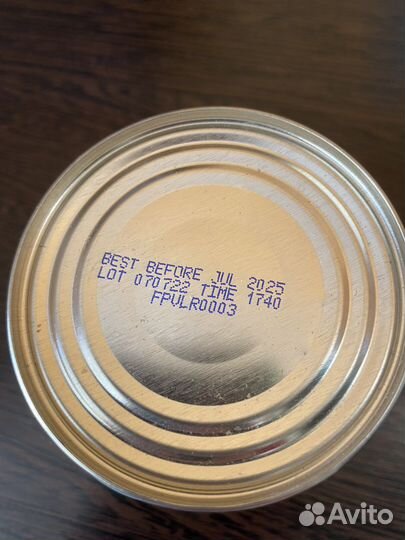 BEST BEFORE JUL 2025
LOT 070722 TIME 1740
FPVLR0003
Avito